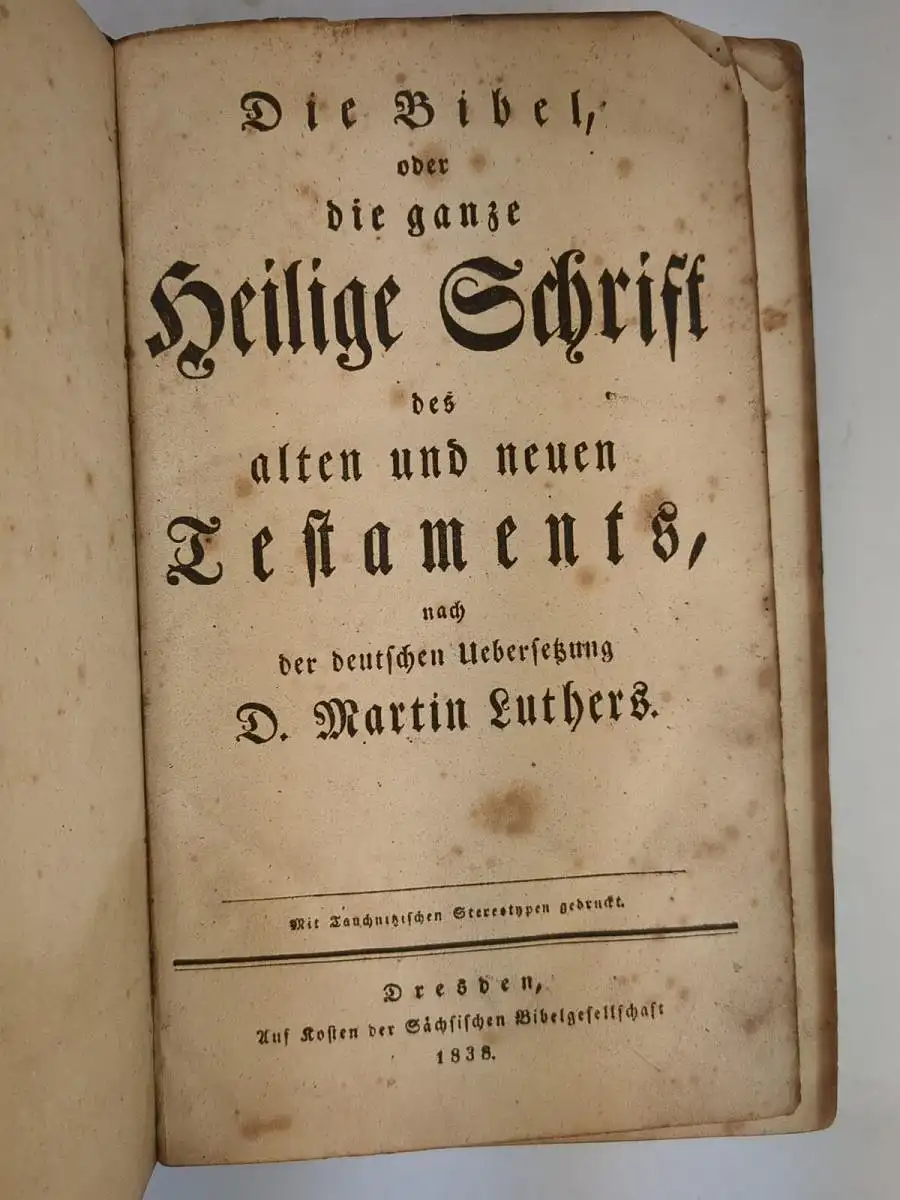 Die Bibel,
oder
die ganze
Heilige Schrift
des
alten und neuen
Teſtaments,
nach
der deutſchen Ueberſetzung
D. Martin Luthers.
Mit Tauchnitziſchen Stereotypen gedruckt.
Dresden,
Auf Koſten der Sächſiſchen Bibelgeſellſchaft
1838.